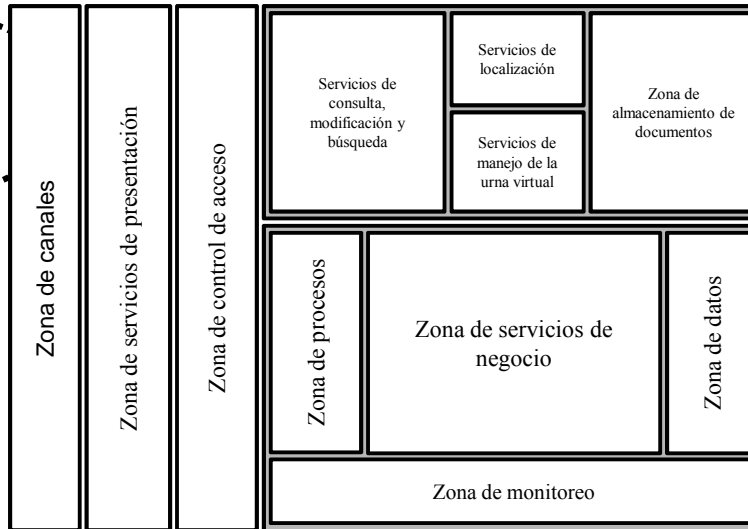 Zona de canales
Zona de servicios de presentación
Zona de control de acceso
Servicios de
consulta,
modificación y
búsqueda
Servicios de
localización
Servicios de
manejo de la
urna virtual
Zona de
almacenamiento de
documentos
Zona de procesos
Zona de servicios de
negocio
Zona de datos
Zona de monitoreo